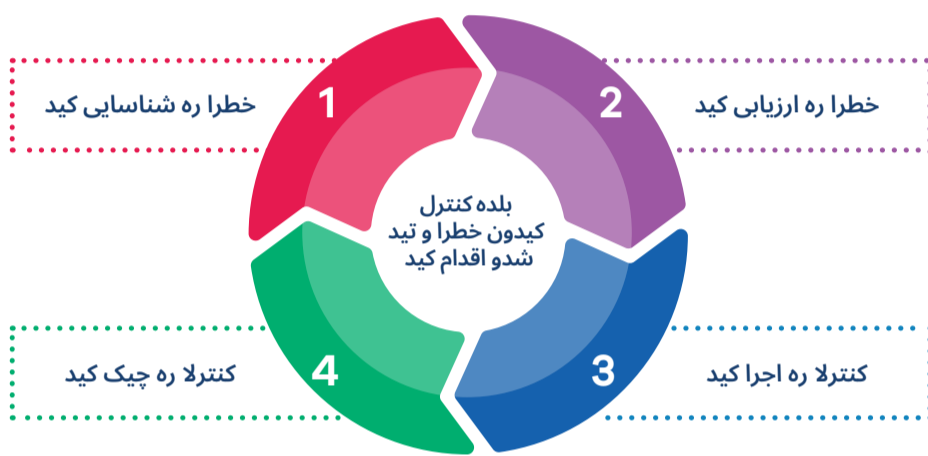 1
خطرا ره شناسایی کید
2
خطرا ره ارزیابی کید
بلده کنترل
کیدون خطرا و تید
شدو اقدام کید
3
کنترلا ره اجرا کید
4
کنترلا ره چیک کید